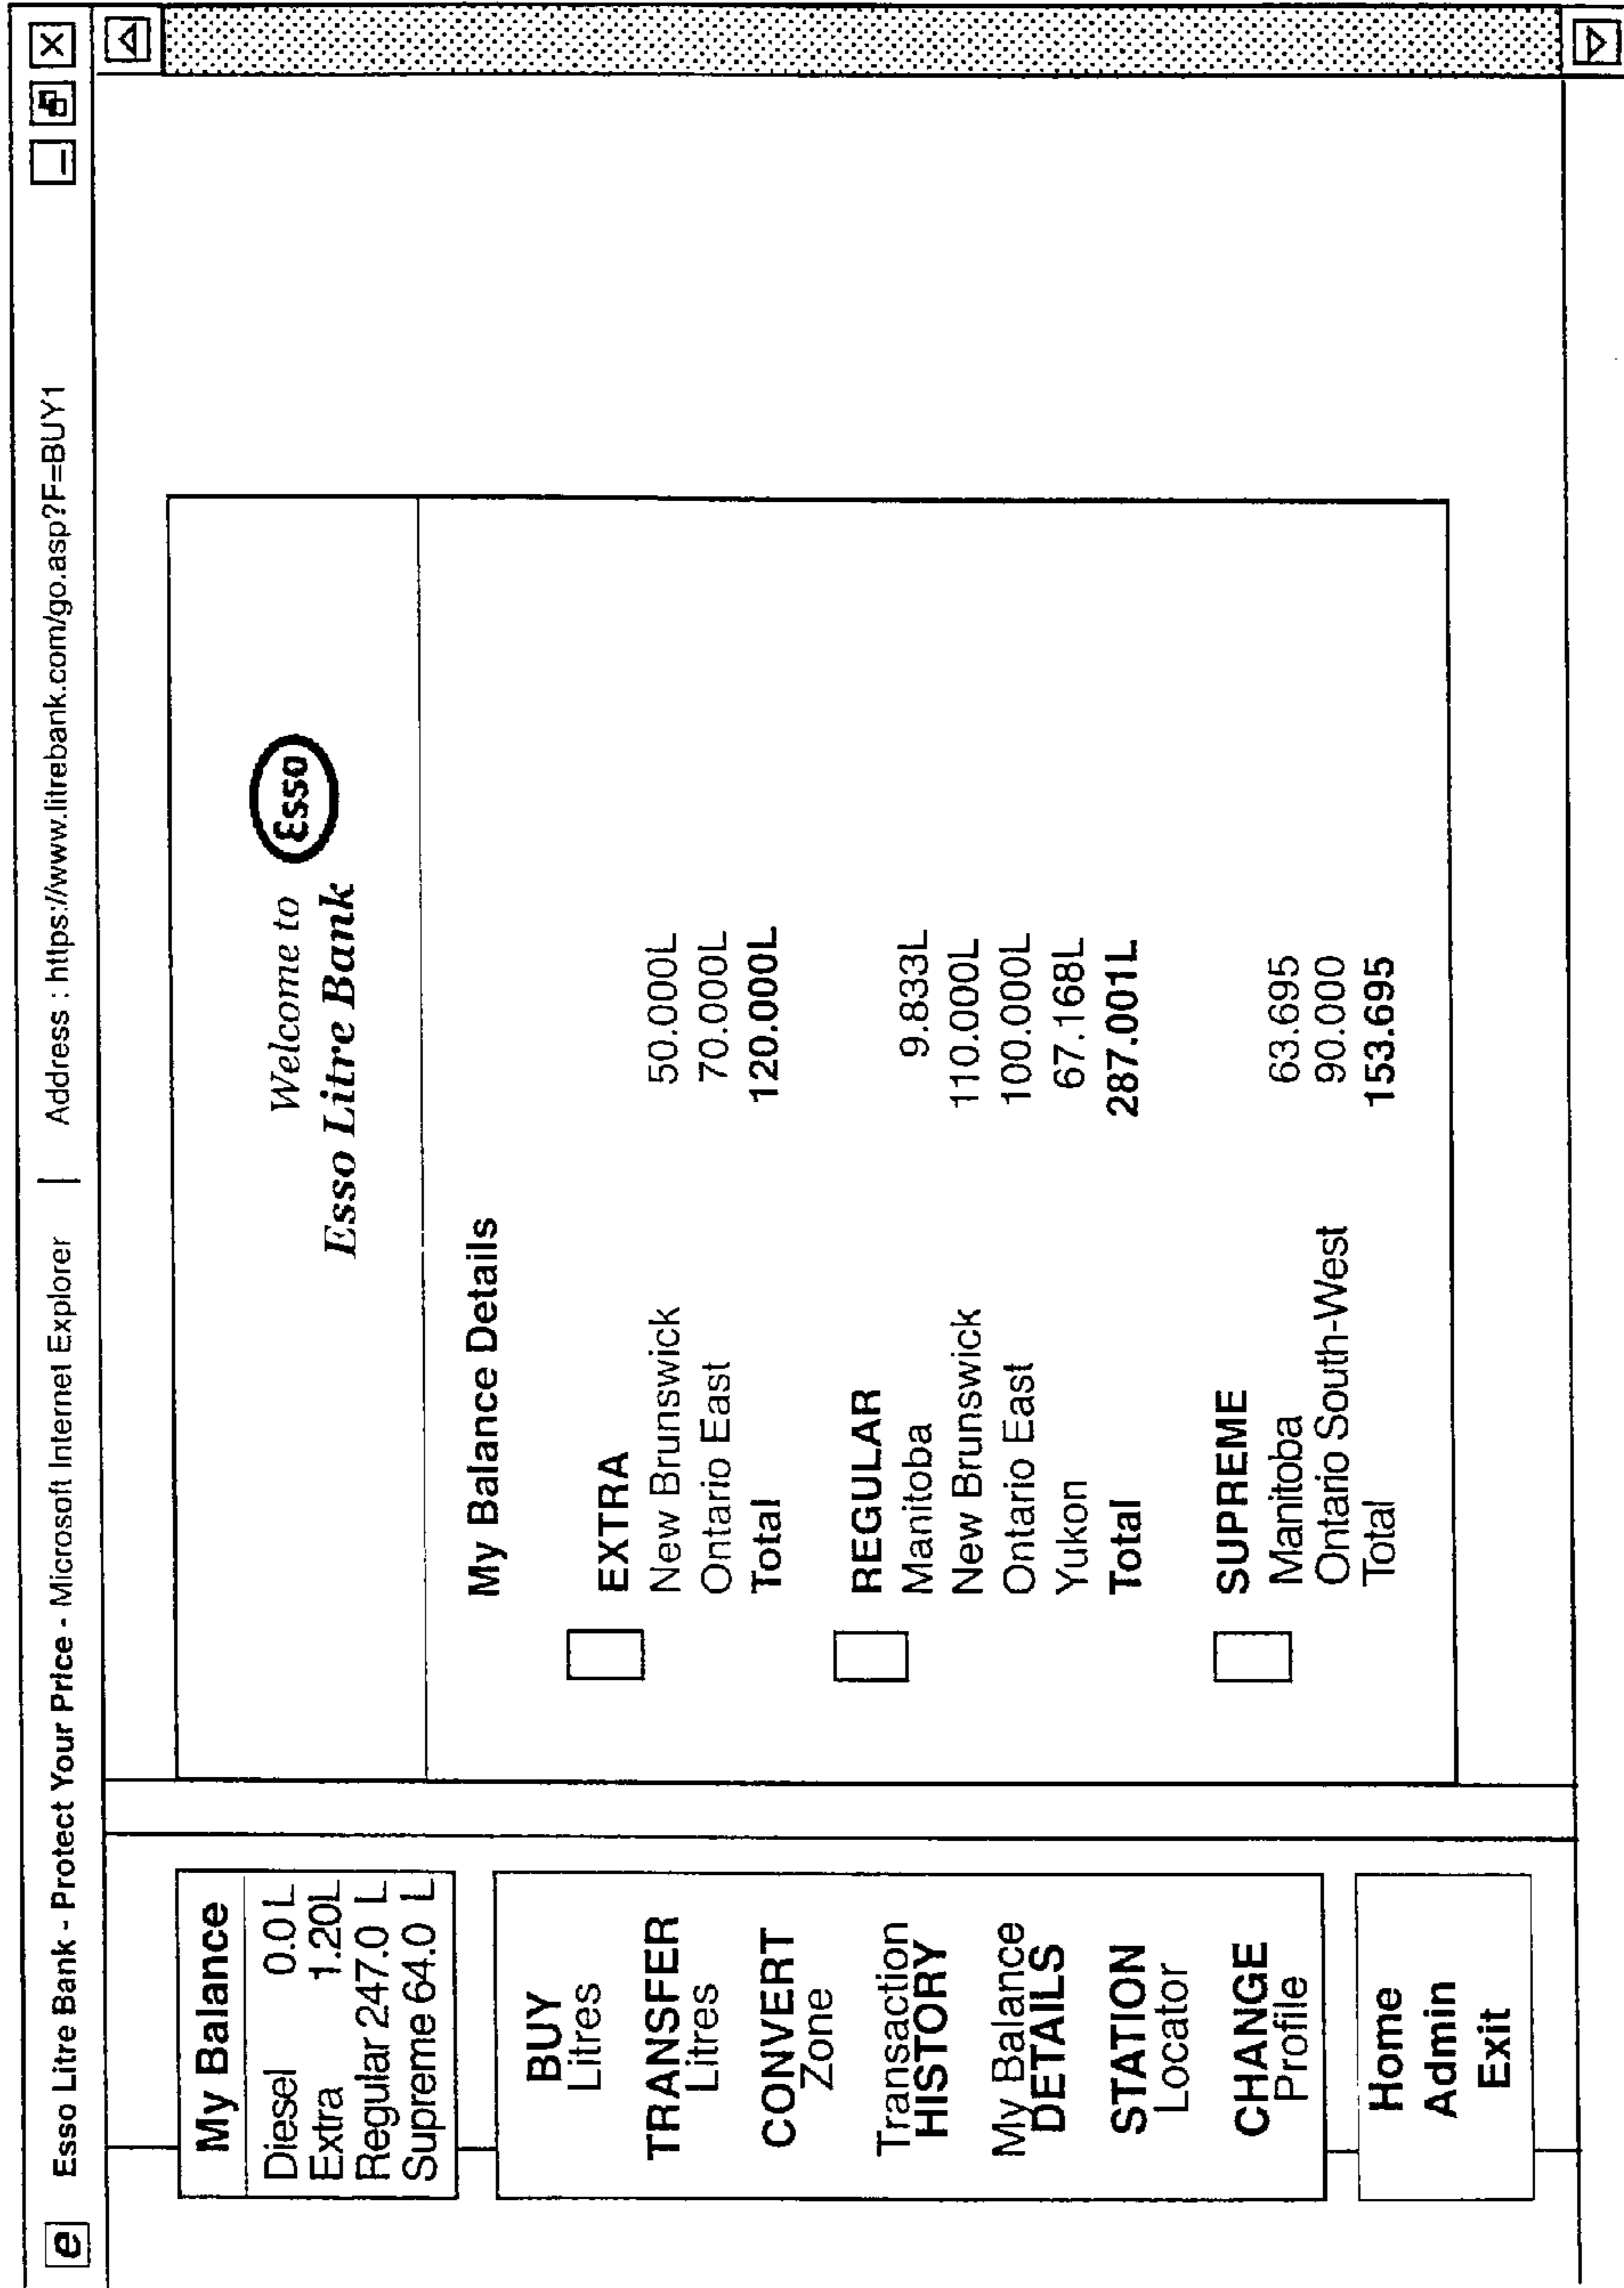 e Esso Litre Bank - Protect Your Price - Microsoft Internet Explorer | Address : https://www.litrebank.com/go.asp?F=BUY1
My Balance
Diesel 0.0 L
Extra 1.20L
Regular 247.0 L
Supreme 64.0 L
BUY
Litres
TRANSFER
Litres
CONVERT
Zone
Transaction
HISTORY
My Balance
DETAILS
STATION
Locator
CHANGE
Profile
Home
Admin
Exit
Welcome to
Esso Litre Bank
Esso
My Balance Details
EXTRA
New Brunswick 50.000L
Ontario East 70.000L
Total 120.000L
REGULAR
Manitoba 9.833L
New Brunswick 110.000L
Ontario East 100.000L
Yukon 67.168L
Total 287.001L
SUPREME
Manitoba 63.695
Ontario South-West 90.000
Total 153.695